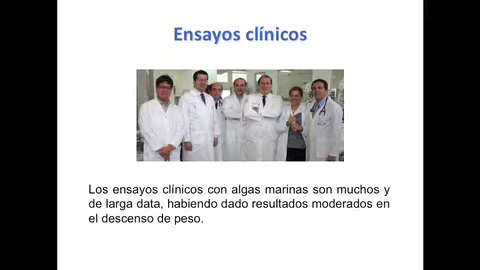 Ensayos clínicos
Los ensayos clínicos con algas marinas son muchos y
de larga data, habiendo dado resultados moderados en
el descenso de peso.